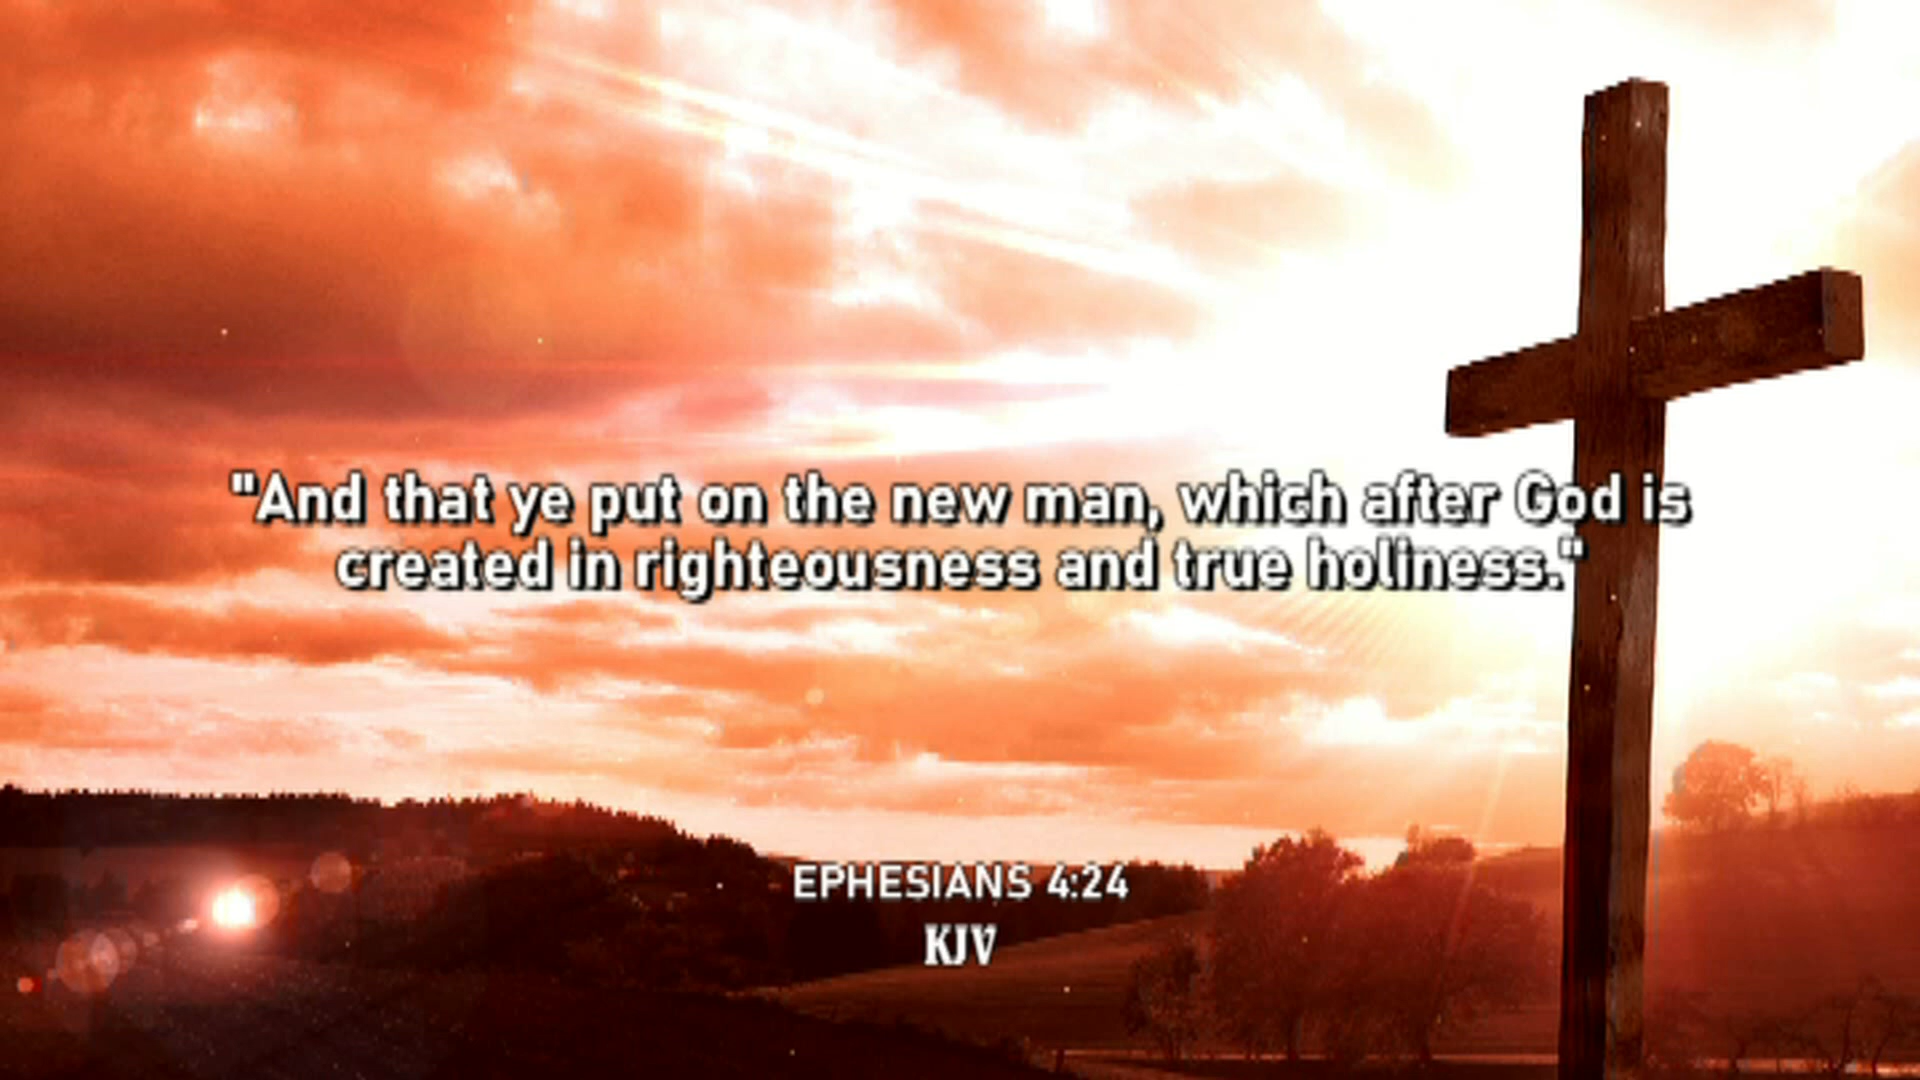 "And that ye put on the new man, which after God is
created in righteousness and true holiness."
EPHESIANS 4:24
KJV